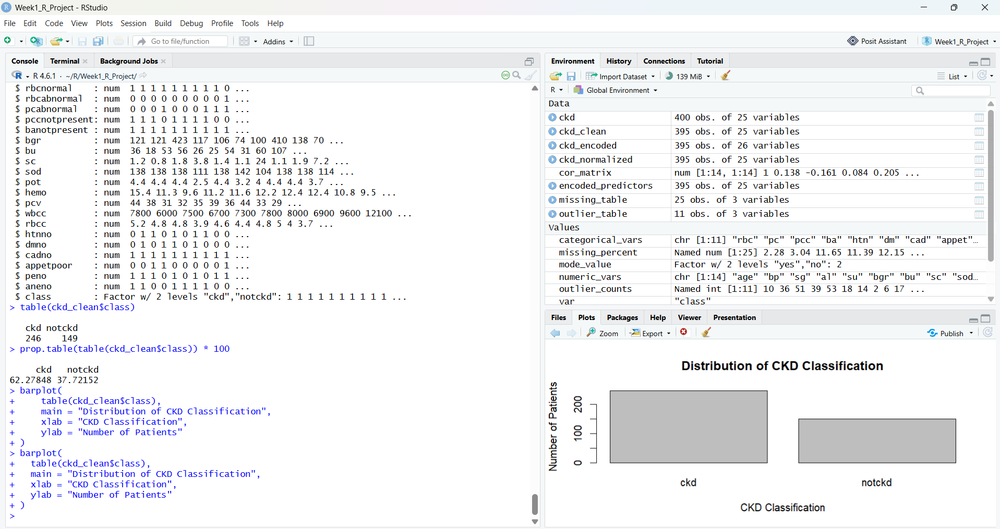 Week1_R_Project - RStudio
File Edit Code View Plots Session Build Debug Profile Tools Help
Go to file/function Addins Posit Assistant Week1_R_Project
Console Terminal Background Jobs
R 4.6.1 · ~/R/Week1_R_Project/
$ rbcnormal    : num  1 1 1 1 1 1 1 1 1 0 ...
$ rbcabnormal  : num  0 0 0 0 0 0 0 0 0 1 ...
$ pcabnormal   : num  0 0 0 1 0 0 0 1 1 1 ...
$ pccnotpresent: num  1 1 1 0 1 1 1 1 0 0 ...
$ banotpresent : num  1 1 1 1 1 1 1 1 1 1 ...
$ bgr          : num  121 121 423 117 106 74 100 410 138 70 ...
$ bu           : num  36 18 53 56 26 25 54 31 60 107 ...
$ sc           : num  1.2 0.8 1.8 3.8 1.4 1.1 24 1.1 1.9 7.2 ...
$ sod          : num  138 138 138 111 138 142 104 138 138 114 ...
$ pot          : num  4.4 4.4 4.4 2.5 4.4 3.2 4 4.4 4.4 3.7 ...
$ hemo         : num  15.4 11.3 9.6 11.2 11.6 12.2 12.4 12.4 10.8 9.5 ...
$ pcv          : num  44 38 31 32 35 39 36 44 33 29 ...
$ wbcc         : num  7800 6000 7500 6700 7300 7800 8000 6900 9600 12100 ...
$ rbcc         : num  5.2 4.8 4.8 3.9 4.6 4.4 4.8 5 4 3.7 ...
$ htnno        : num  0 1 1 0 1 0 1 1 0 0 ...
$ dmno         : num  0 1 0 1 1 0 1 0 0 0 ...
$ cadno        : num  1 1 1 1 1 1 1 1 1 1 ...
$ appetpoor    : num  0 0 1 1 0 0 0 0 0 1 ...
$ peno         : num  1 1 1 0 1 0 1 0 1 1 ...
$ aneno        : num  1 1 0 0 1 1 1 1 0 0 ...
$ class        : Factor w/ 2 levels "ckd","notckd": 1 1 1 1 1 1 1 1 1 1 ...
> table(ckd_clean$class)
ckd notckd
246 149
> prop.table(table(ckd_clean$class)) * 100
ckd notckd
62.27848 37.72152
> barplot(
+     table(ckd_clean$class),
+     main = "Distribution of CKD Classification",
+     xlab = "CKD Classification",
+     ylab = "Number of Patients"
+ )
> barplot(
+   table(ckd_clean$class),
+   main = "Distribution of CKD Classification",
+   xlab = "CKD Classification",
+   ylab = "Number of Patients"
+ )
>
Environment History Connections Tutorial
Import Dataset 139 MiB List
R Global Environment
Data
ckd 400 obs. of 25 variables
ckd_clean 395 obs. of 25 variables
ckd_encoded 395 obs. of 26 variables
ckd_normalized 395 obs. of 25 variables
cor_matrix num [1:14, 1:14] 1 0.138 -0.161 0.084 0.205 ...
encoded_predictors 395 obs. of 25 variables
missing_table 25 obs. of 3 variables
outlier_table 11 obs. of 3 variables
Values
categorical_vars chr [1:11] "rbc" "pc" "pcc" "ba" "htn" "dm" "cad" "appet"…
missing_percent Named num [1:25] 2.28 3.04 11.65 11.39 12.15 ...
mode_value Factor w/ 2 levels "yes","no": 2
numeric_vars chr [1:14] "age" "bp" "sg" "al" "su" "bgr" "bu" "sc" "sod…
outlier_counts Named int [1:11] 10 36 51 39 53 18 14 2 6 17 ...
var "class"
Files Plots Packages Help Viewer Presentation
Zoom Export Publish
Distribution of CKD Classification
Number of Patients
200
100
0
ckd notckd
CKD Classification